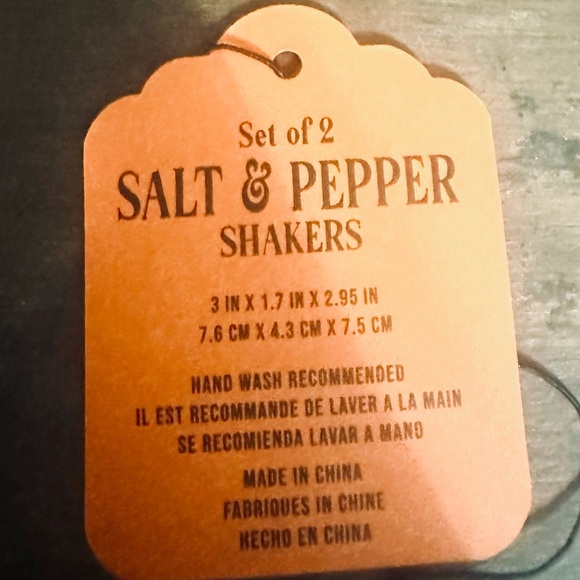 Set of 2
SALT & PEPPER
SHAKERS
3 IN X 1.7 IN X 2.95 IN
7.6 CM X 4.3 CM X 7.5 CM
HAND WASH RECOMMENDED
IL EST RECOMMANDE DE LAVER A LA MAIN
SE RECOMIENDA LAVAR A MANO
MADE IN CHINA
FABRIQUES IN CHINE
HECHO EN CHINA